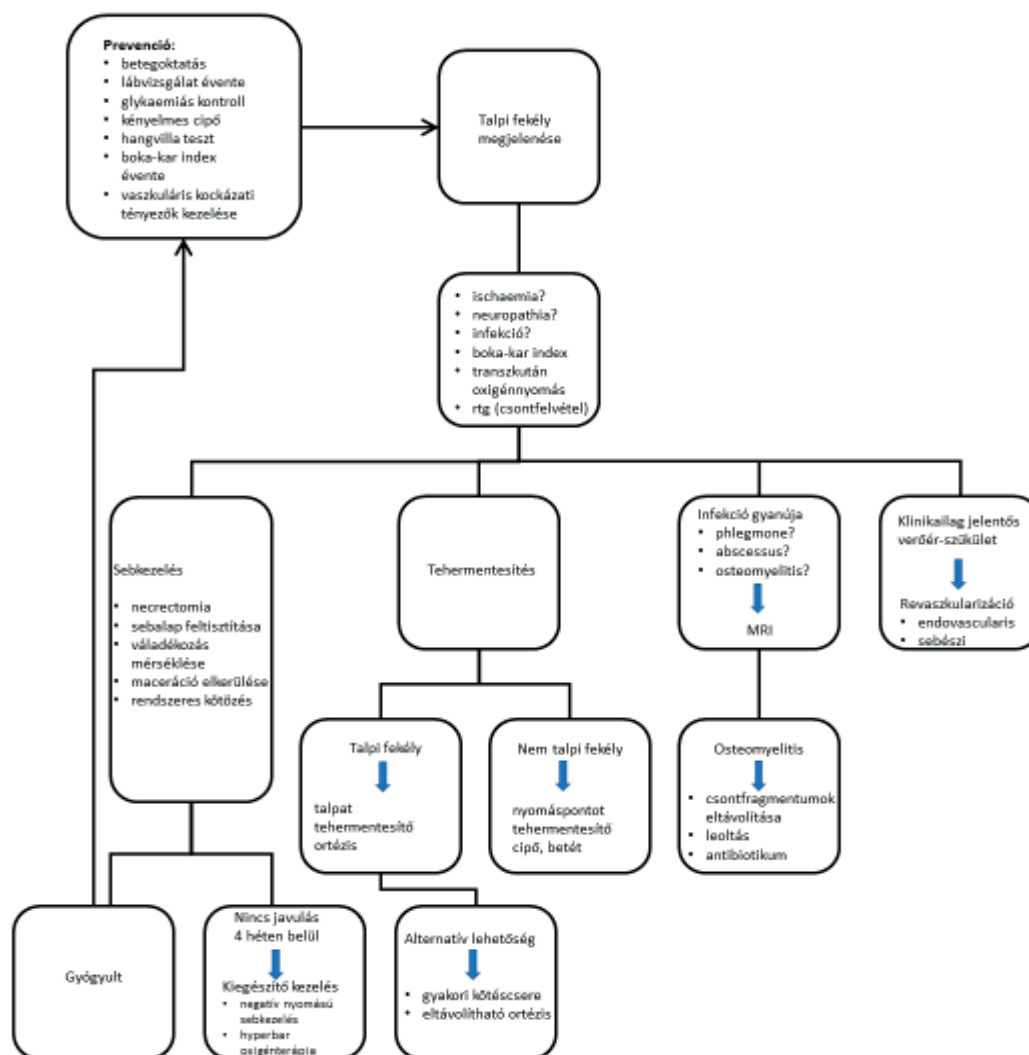 Prevenció:
• betegoktatás
• lábvizsgálat évente
• glykaemiás kontroll
• kényelmes cipő
• hangvilla teszt
• boka-kar index
évente
• vaszkuláris kockázati
tényezők kezelése
Talpi fekély
megjelenése
• ischaemia?
• neuropathia?
• infekció?
• boka-kar index
• transzkután
oxigénnyomás
• rtg (csontfelvétel)
Sebkezelés
• necrectomia
• sebalap feltisztítása
• váladékozás
mérséklése
• maceráció elkerülése
• rendszeres kötözés
Tehermentesítés
Infekció gyanúja
• phlegmone?
• abscessus?
• osteomyelitis?
MRI
Klinikailag jelentős
verőér-szűkület
Revaszkularizáció
• endovascularis
• sebészi
Talpi fekély
talpat
tehermentesítő
ortézis
Nem talpi fekély
nyomáspontot
tehermentesítő
cipő, betét
Osteomyelitis
• csontfragmentumok
eltávolítása
• leoltás
• antibiotikum
Gyógyult
Nincs javulás
4 héten belül
Kiegészítő kezelés
• negatív nyomású
sebkezelés
• hyperbar
oxigénterápia
Alternatív lehetőség
• gyakori kötéscsere
• eltávolítható ortézis